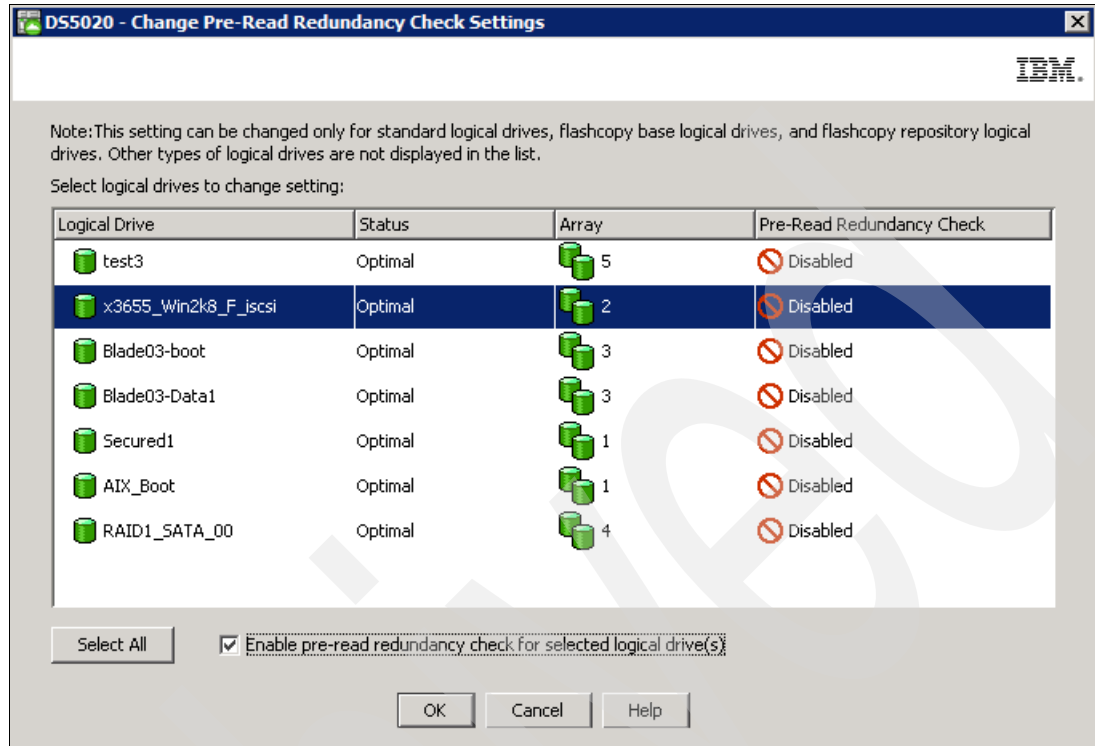 DS5020 - Change Pre-Read Redundancy Check Settings
IBM.
Note:This setting can be changed only for standard logical drives, flashcopy base logical drives, and flashcopy repository logical
drives. Other types of logical drives are not displayed in the list.
Select logical drives to change setting:
Logical Drive Status Array Pre-Read Redundancy Check
test3 Optimal 5 Disabled
x3655_Win2k8_F_iscsi Optimal 2 Disabled
Blade03-boot Optimal 3 Disabled
Blade03-Data1 Optimal 3 Disabled
Secured1 Optimal 1 Disabled
AIX_Boot Optimal 1 Disabled
RAID1_SATA_00 Optimal 4 Disabled
Select All Enable pre-read redundancy check for selected logical drive(s)
OK Cancel Help